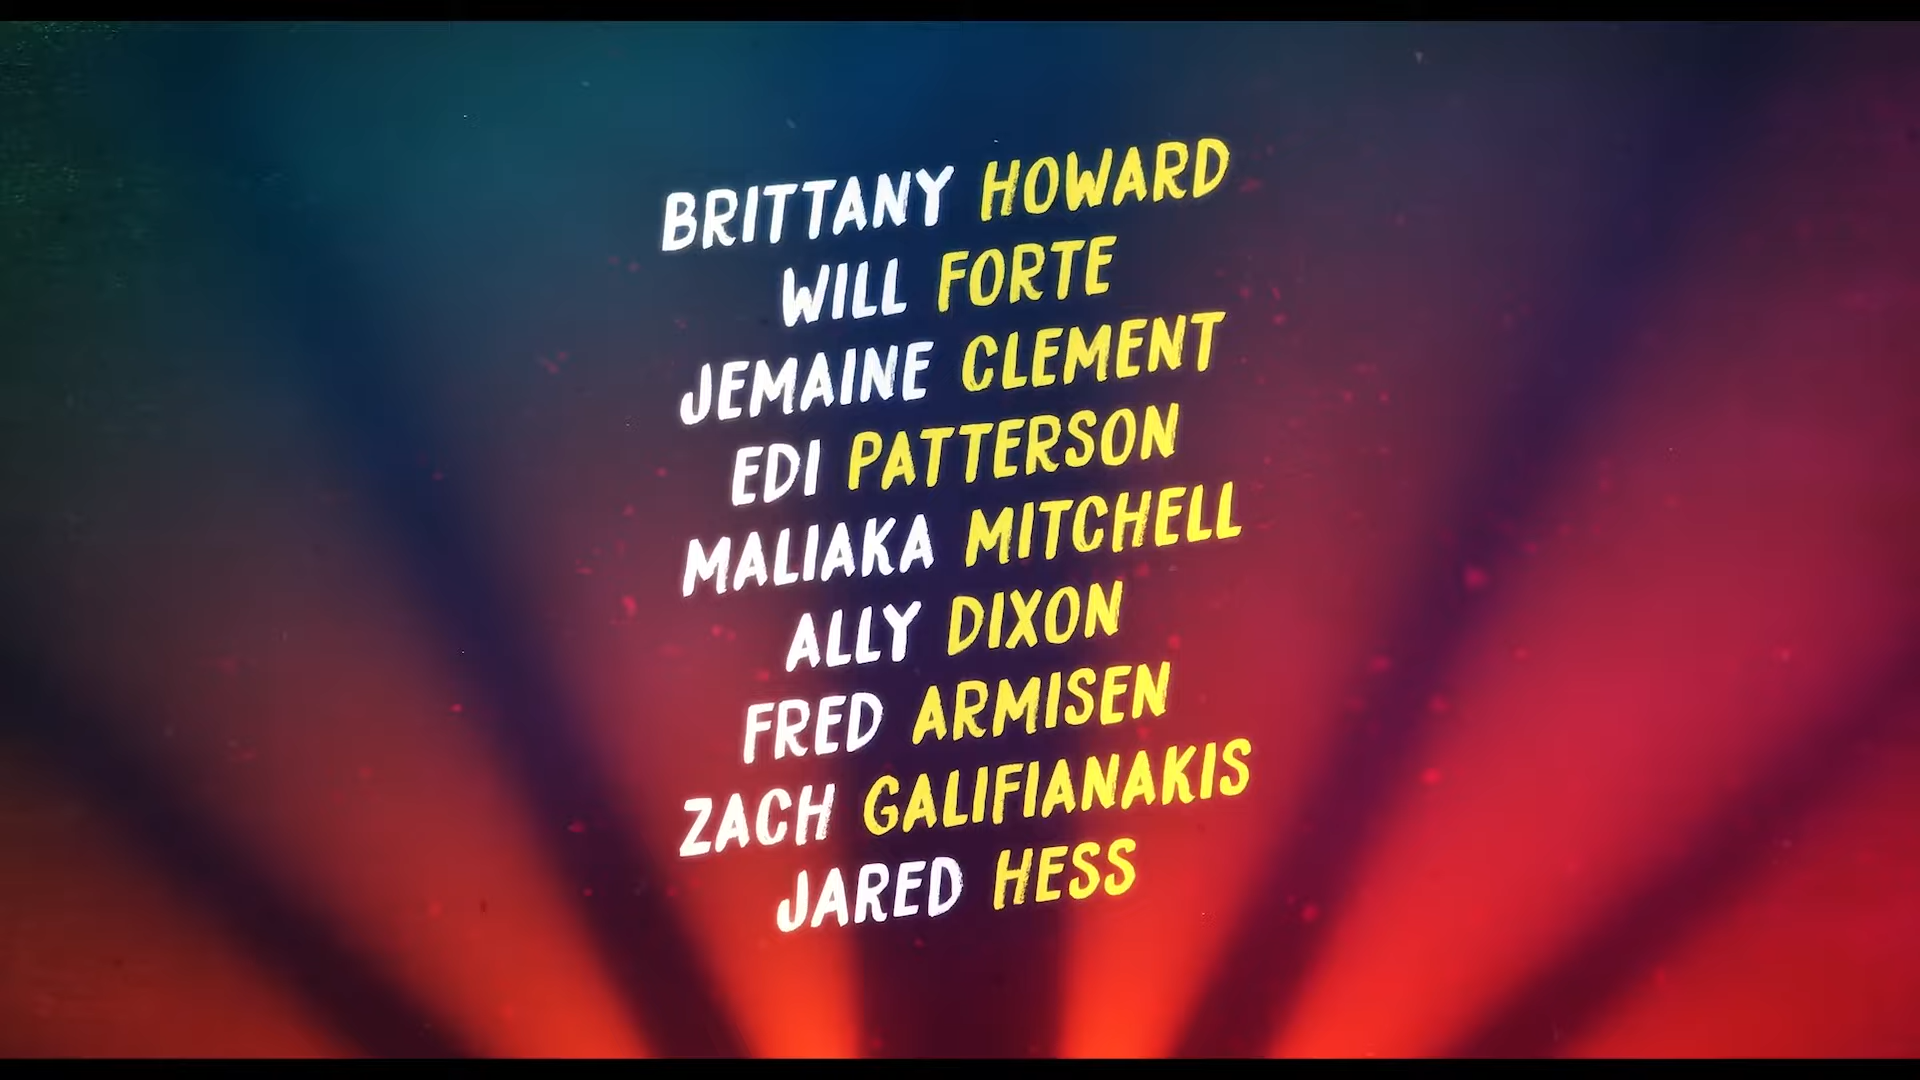 BRITTANY HOWARD
WILL FORTE
JEMAINE CLEMENT
EDI PATTERSON
MALIAKA MITCHELL
ALLY DIXON
FRED ARMISEN
ZACH GALIFIANAKIS
JARED HESS